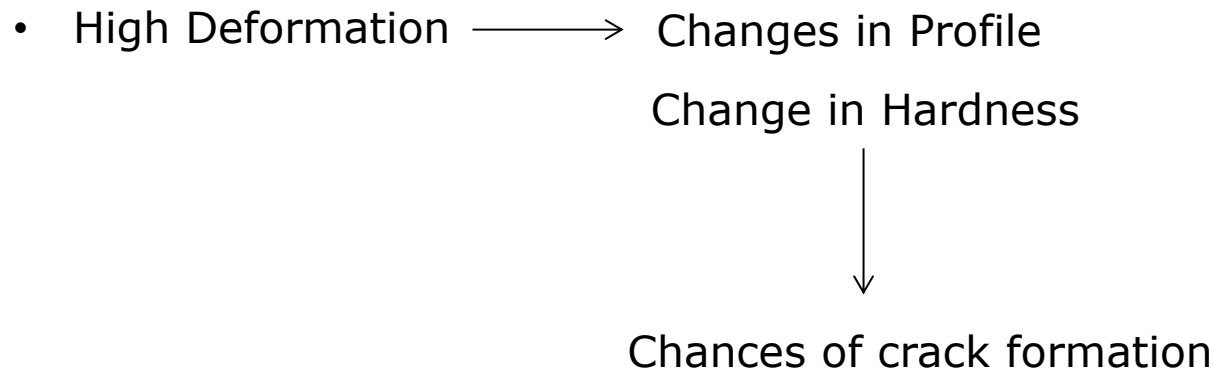 • High Deformation → Changes in Profile
Change in Hardness
Chances of crack formation